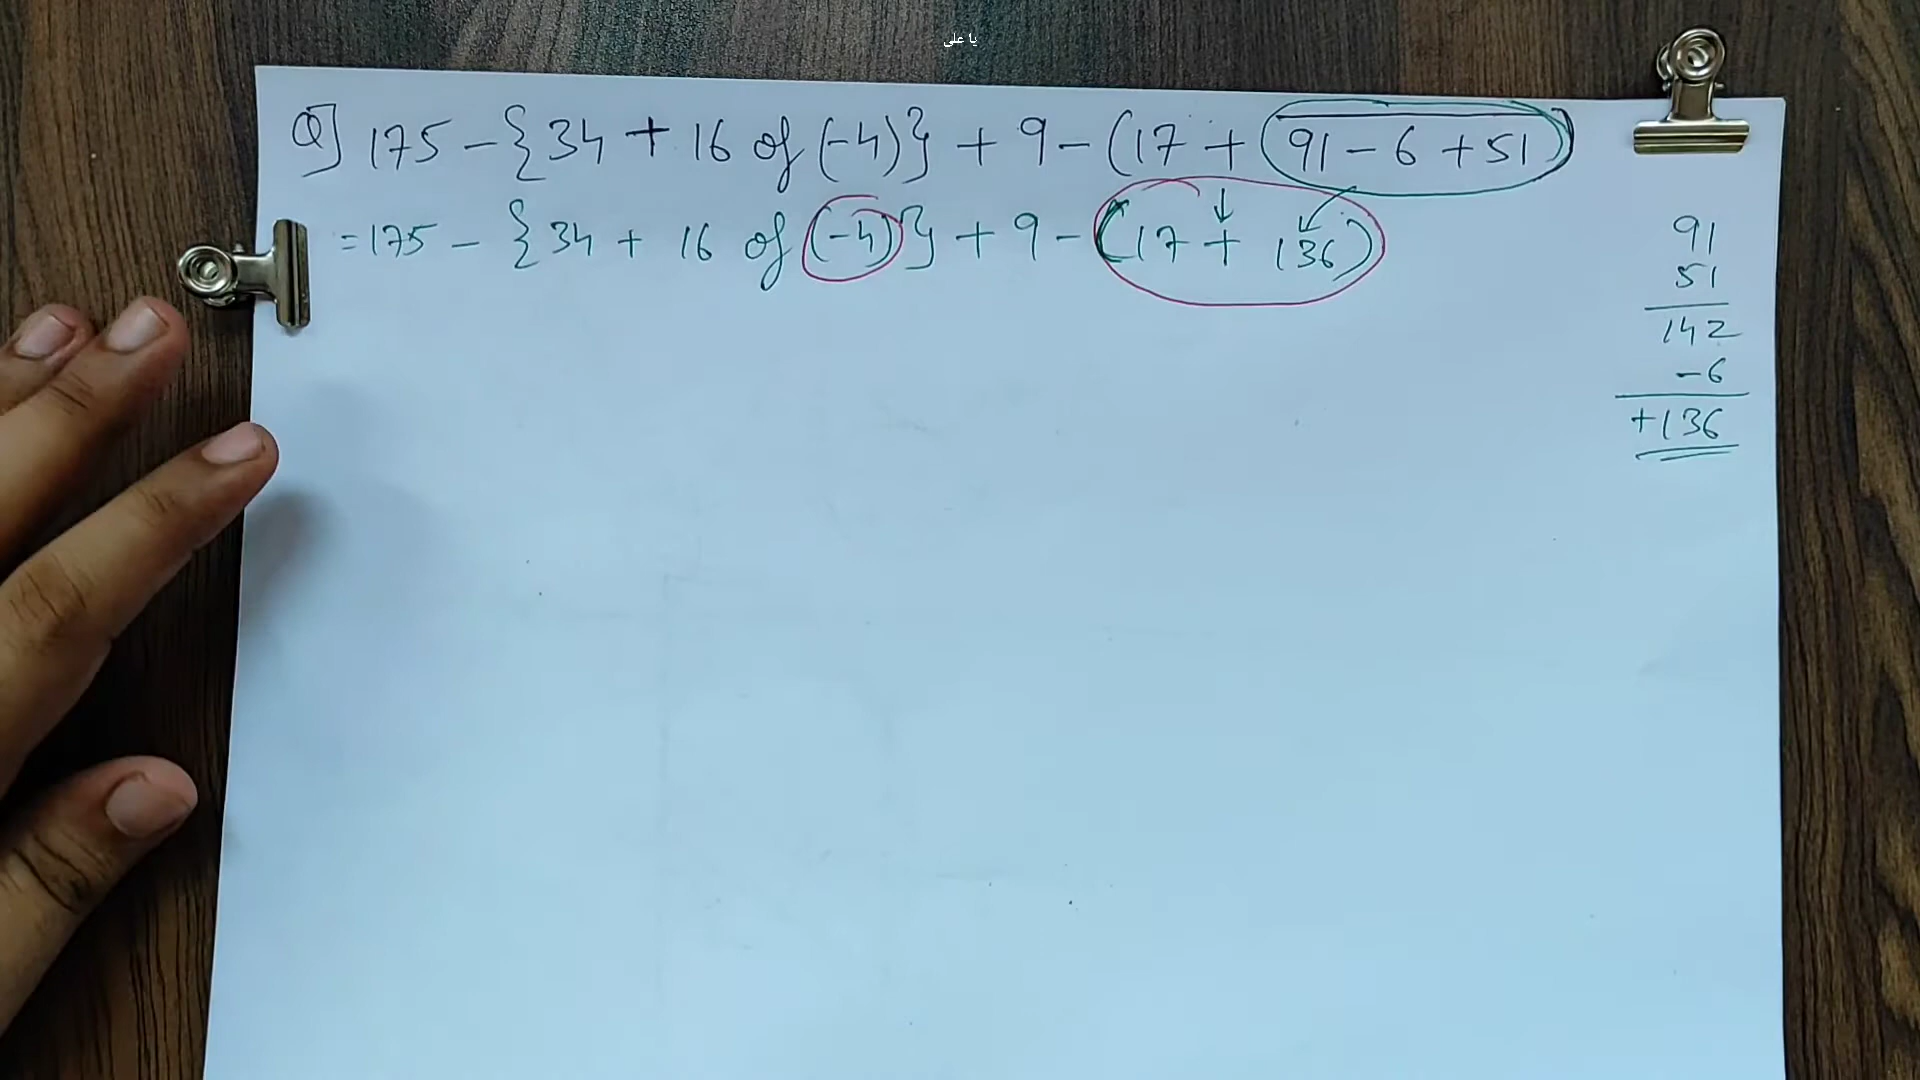 يا على
Q] 175 - {34 + 16 of (-4)} + 9 - (17 + 91 - 6 + 51)
= 175 - {34 + 16 of (-4)} + 9 - (17 + 136)
91
51
142
-6
+136